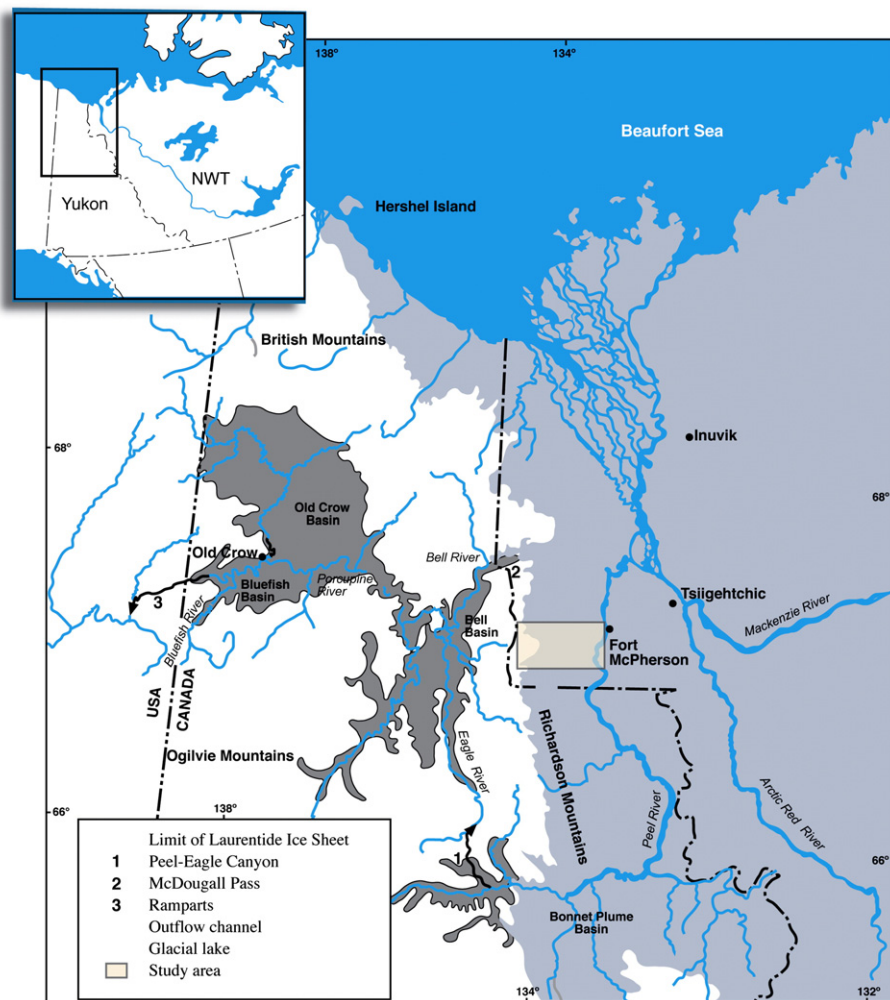 138°
134°
Beaufort Sea
NWT
Yukon
Hershel Island
British Mountains
Inuvik
68°
68°
Old Crow
Basin
Old Crow
Bell River
2
Bluefish
Basin
Porcupine
River
3
Tsiigehtchic
Mackenzie River
Bell
Basin
Bluefish River
Fort
McPherson
USA
CANADA
Richardson Mountains
Ogilvie Mountains
Eagle River
Peel River
Arctic Red River
66°
138°
66°
1
Limit of Laurentide Ice Sheet
1 Peel-Eagle Canyon
2 McDougall Pass
3 Ramparts
Outflow channel
Glacial lake
Study area
Bonnet Plume
Basin
134°
132°